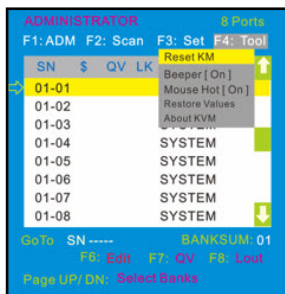 ADMINISTRATOR 8 Ports
F1: ADM F2: Scan F3: Set F4: Tool
SN $ QV LK
Reset KM
Beeper [ On ]
Mouse Hot [ On ]
Restore Values
About KVM
01-01
01-02
01-03
01-04 SYSTEM
01-05 SYSTEM
01-06 SYSTEM
01-07 SYSTEM
01-08 SYSTEM
GoTo SN ----- BANKSUM: 01
F6: Edit F7: QV F8: Lout
Page UP/ DN: Select Banks